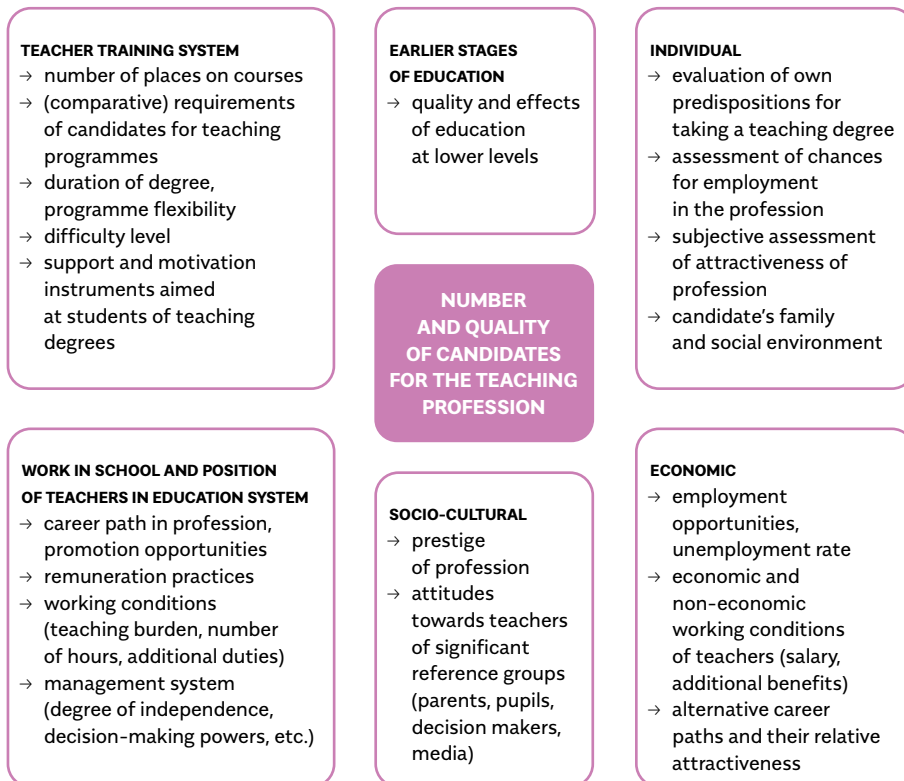 TEACHER TRAINING SYSTEM
→ number of places on courses
→ (comparative) requirements
of candidates for teaching
programmes
→ duration of degree,
programme flexibility
→ difficulty level
→ support and motivation
instruments aimed
at students of teaching
degrees
EARLIER STAGES
OF EDUCATION
→ quality and effects
of education
at lower levels
INDIVIDUAL
→ evaluation of own
predispositions for
taking a teaching degree
→ assessment of chances
for employment
in the profession
→ subjective assessment
of attractiveness of
profession
→ candidate's family
and social environment
NUMBER
AND QUALITY
OF CANDIDATES
FOR THE TEACHING
PROFESSION
WORK IN SCHOOL AND POSITION
OF TEACHERS IN EDUCATION SYSTEM
→ career path in profession,
promotion opportunities
→ remuneration practices
→ working conditions
(teaching burden, number
of hours, additional duties)
→ management system
(degree of independence,
decision-making powers, etc.)
SOCIO-CULTURAL
→ prestige
of profession
→ attitudes
towards teachers
of significant
reference groups
(parents, pupils,
decision makers,
media)
ECONOMIC
→ employment
opportunities,
unemployment rate
→ economic and
non-economic
working conditions
of teachers (salary,
additional benefits)
→ alternative career
paths and their relative
attractiveness